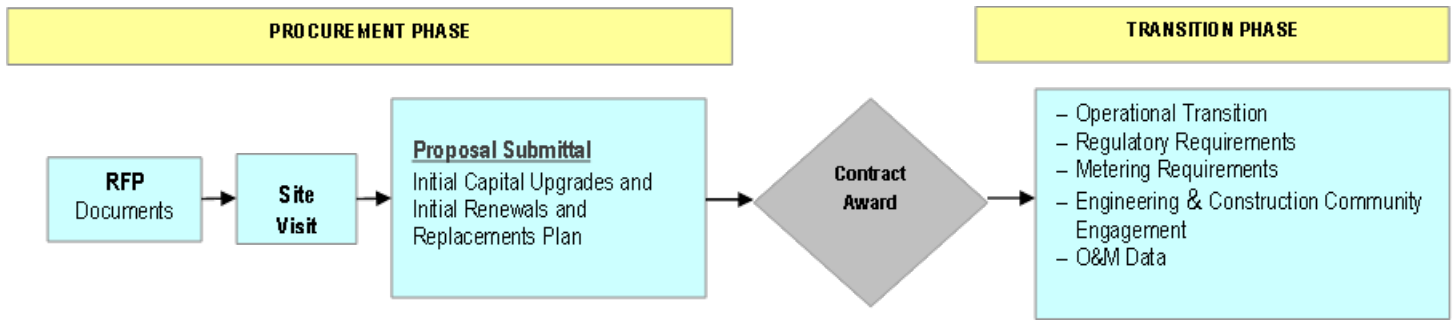 PROCUREMENT PHASE
TRANSITION PHASE
RFP
Documents
Site
Visit
Proposal Submittal
Initial Capital Upgrades and
Initial Renewals and
Replacements Plan
Contract
Award
– Operational Transition
– Regulatory Requirements
– Metering Requirements
– Engineering & Construction Community
Engagement
– O&M Data